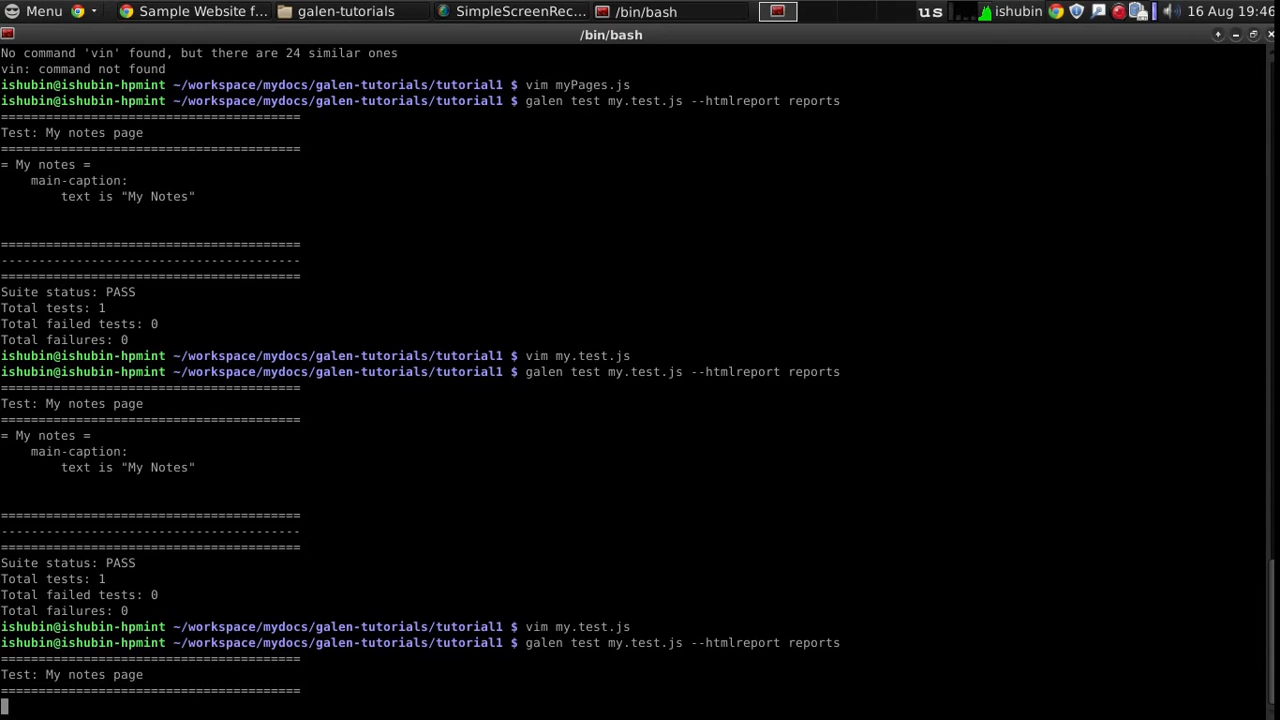 Menu Sample Website f... galen-tutorials SimpleScreenRec... /bin/bash us ishubin 16 Aug, 19:46
/bin/bash
No command 'vin' found, but there are 24 similar ones
vin: command not found
ishubin@ishubin-hpmint ~/workspace/mydocs/galen-tutorials/tutorial1 $ vim myPages.js
ishubin@ishubin-hpmint ~/workspace/mydocs/galen-tutorials/tutorial1 $ galen test my.test.js --htmlreport reports
========================================
Test: My notes page
========================================
= My notes =
    main-caption:
        text is "My Notes"
========================================
----------------------------------------
========================================
Suite status: PASS
Total tests: 1
Total failed tests: 0
Total failures: 0
ishubin@ishubin-hpmint ~/workspace/mydocs/galen-tutorials/tutorial1 $ vim my.test.js
ishubin@ishubin-hpmint ~/workspace/mydocs/galen-tutorials/tutorial1 $ galen test my.test.js --htmlreport reports
========================================
Test: My notes page
========================================
= My notes =
    main-caption:
        text is "My Notes"
========================================
----------------------------------------
========================================
Suite status: PASS
Total tests: 1
Total failed tests: 0
Total failures: 0
ishubin@ishubin-hpmint ~/workspace/mydocs/galen-tutorials/tutorial1 $ vim my.test.js
ishubin@ishubin-hpmint ~/workspace/mydocs/galen-tutorials/tutorial1 $ galen test my.test.js --htmlreport reports
========================================
Test: My notes page
========================================